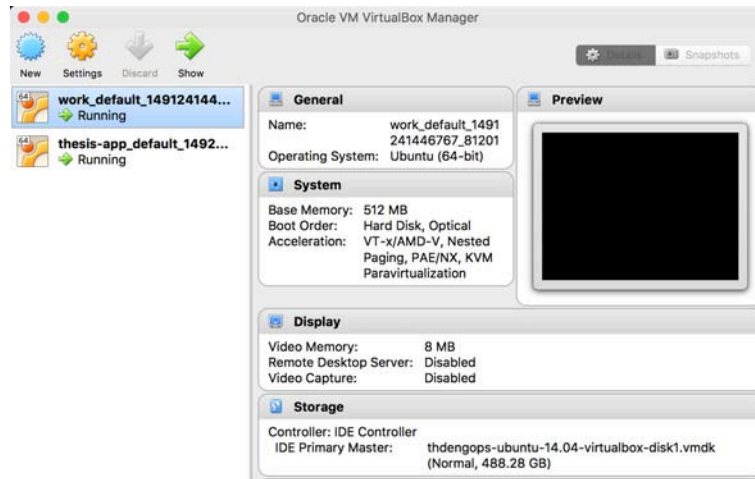 Oracle VM VirtualBox Manager
New Settings Discard Show
Details Snapshots
64 work_default_149124144...
Running
64 thesis-app_default_1492...
Running
General
Name: work_default_1491
241446767_81201
Operating System: Ubuntu (64-bit)
System
Base Memory: 512 MB
Boot Order: Hard Disk, Optical
Acceleration: VT-x/AMD-V, Nested
Paging, PAE/NX, KVM
Paravirtualization
Preview
Display
Video Memory: 8 MB
Remote Desktop Server: Disabled
Video Capture: Disabled
Storage
Controller: IDE Controller
IDE Primary Master: thdengops-ubuntu-14.04-virtualbox-disk1.vmdk
(Normal, 488.28 GB)